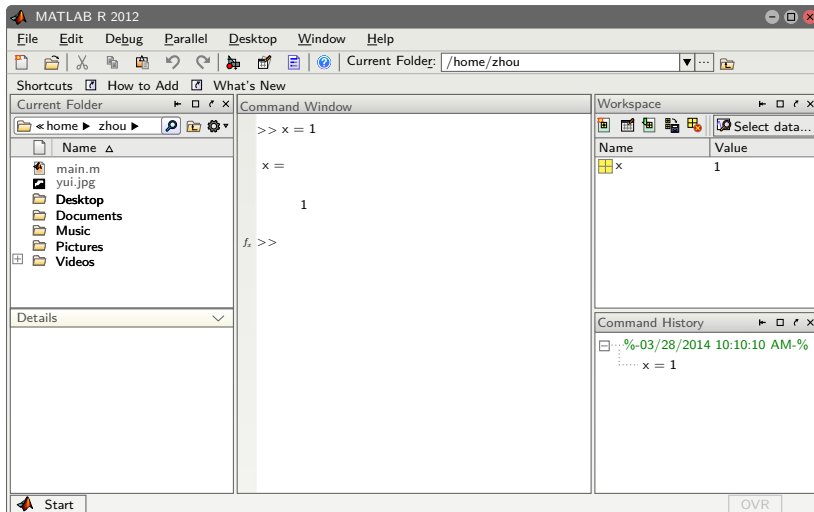 MATLAB R 2012
File Edit Debug Parallel Desktop Window Help
Current Folder: /home/zhou
Shortcuts How to Add What's New
Current Folder
« home ▶ zhou ▶
Name
main.m
yui.jpg
Desktop
Documents
Music
Pictures
Videos
Details
Command Window
>> x = 1
x =
1
fx >>
Workspace
Select data...
Name Value
x 1
Command History
%-03/28/2014 10:10:10 AM-%
x = 1
Start
OVR